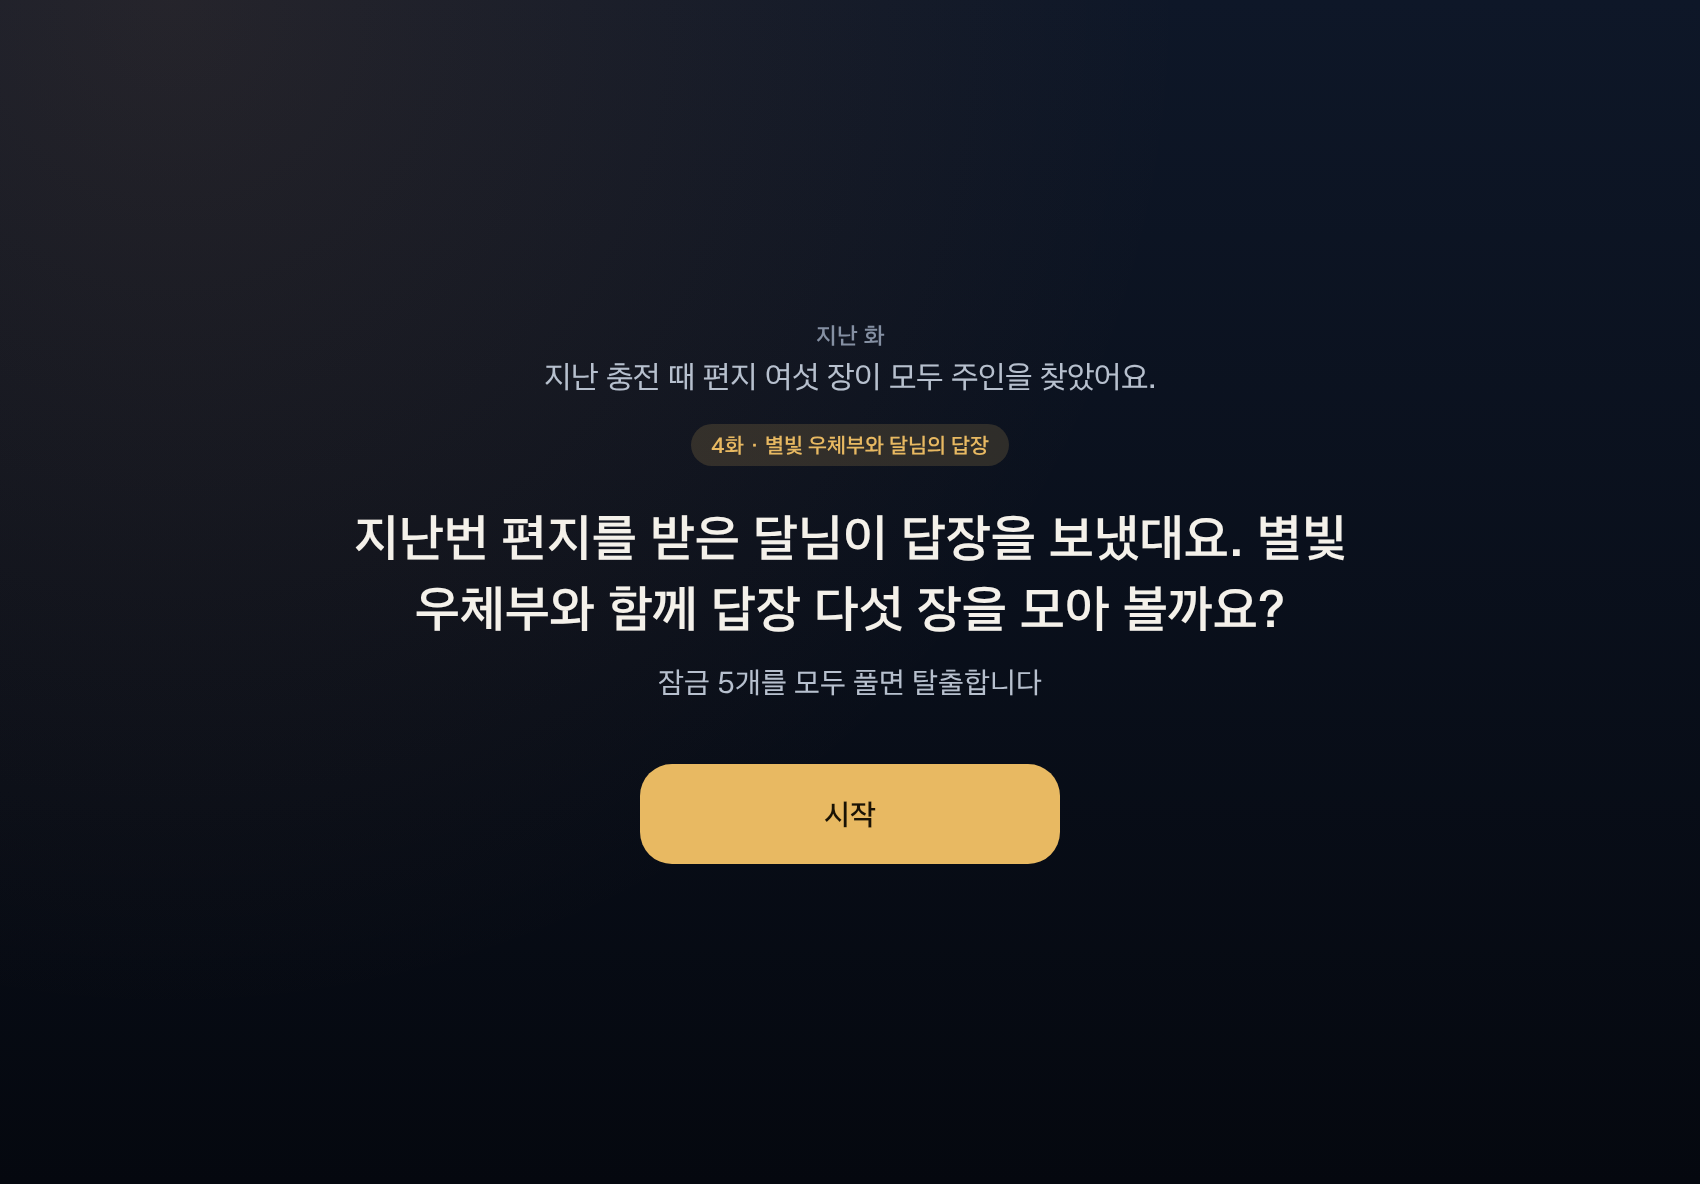 지난 화
지난 충전 때 편지 여섯 장이 모두 주인을 찾았어요.
4화 · 별빛 우체부와 달님의 답장
지난번 편지를 받은 달님이 답장을 보냈대요. 별빛
우체부와 함께 답장 다섯 장을 모아 볼까요?
잠금 5개를 모두 풀면 탈출합니다
시작